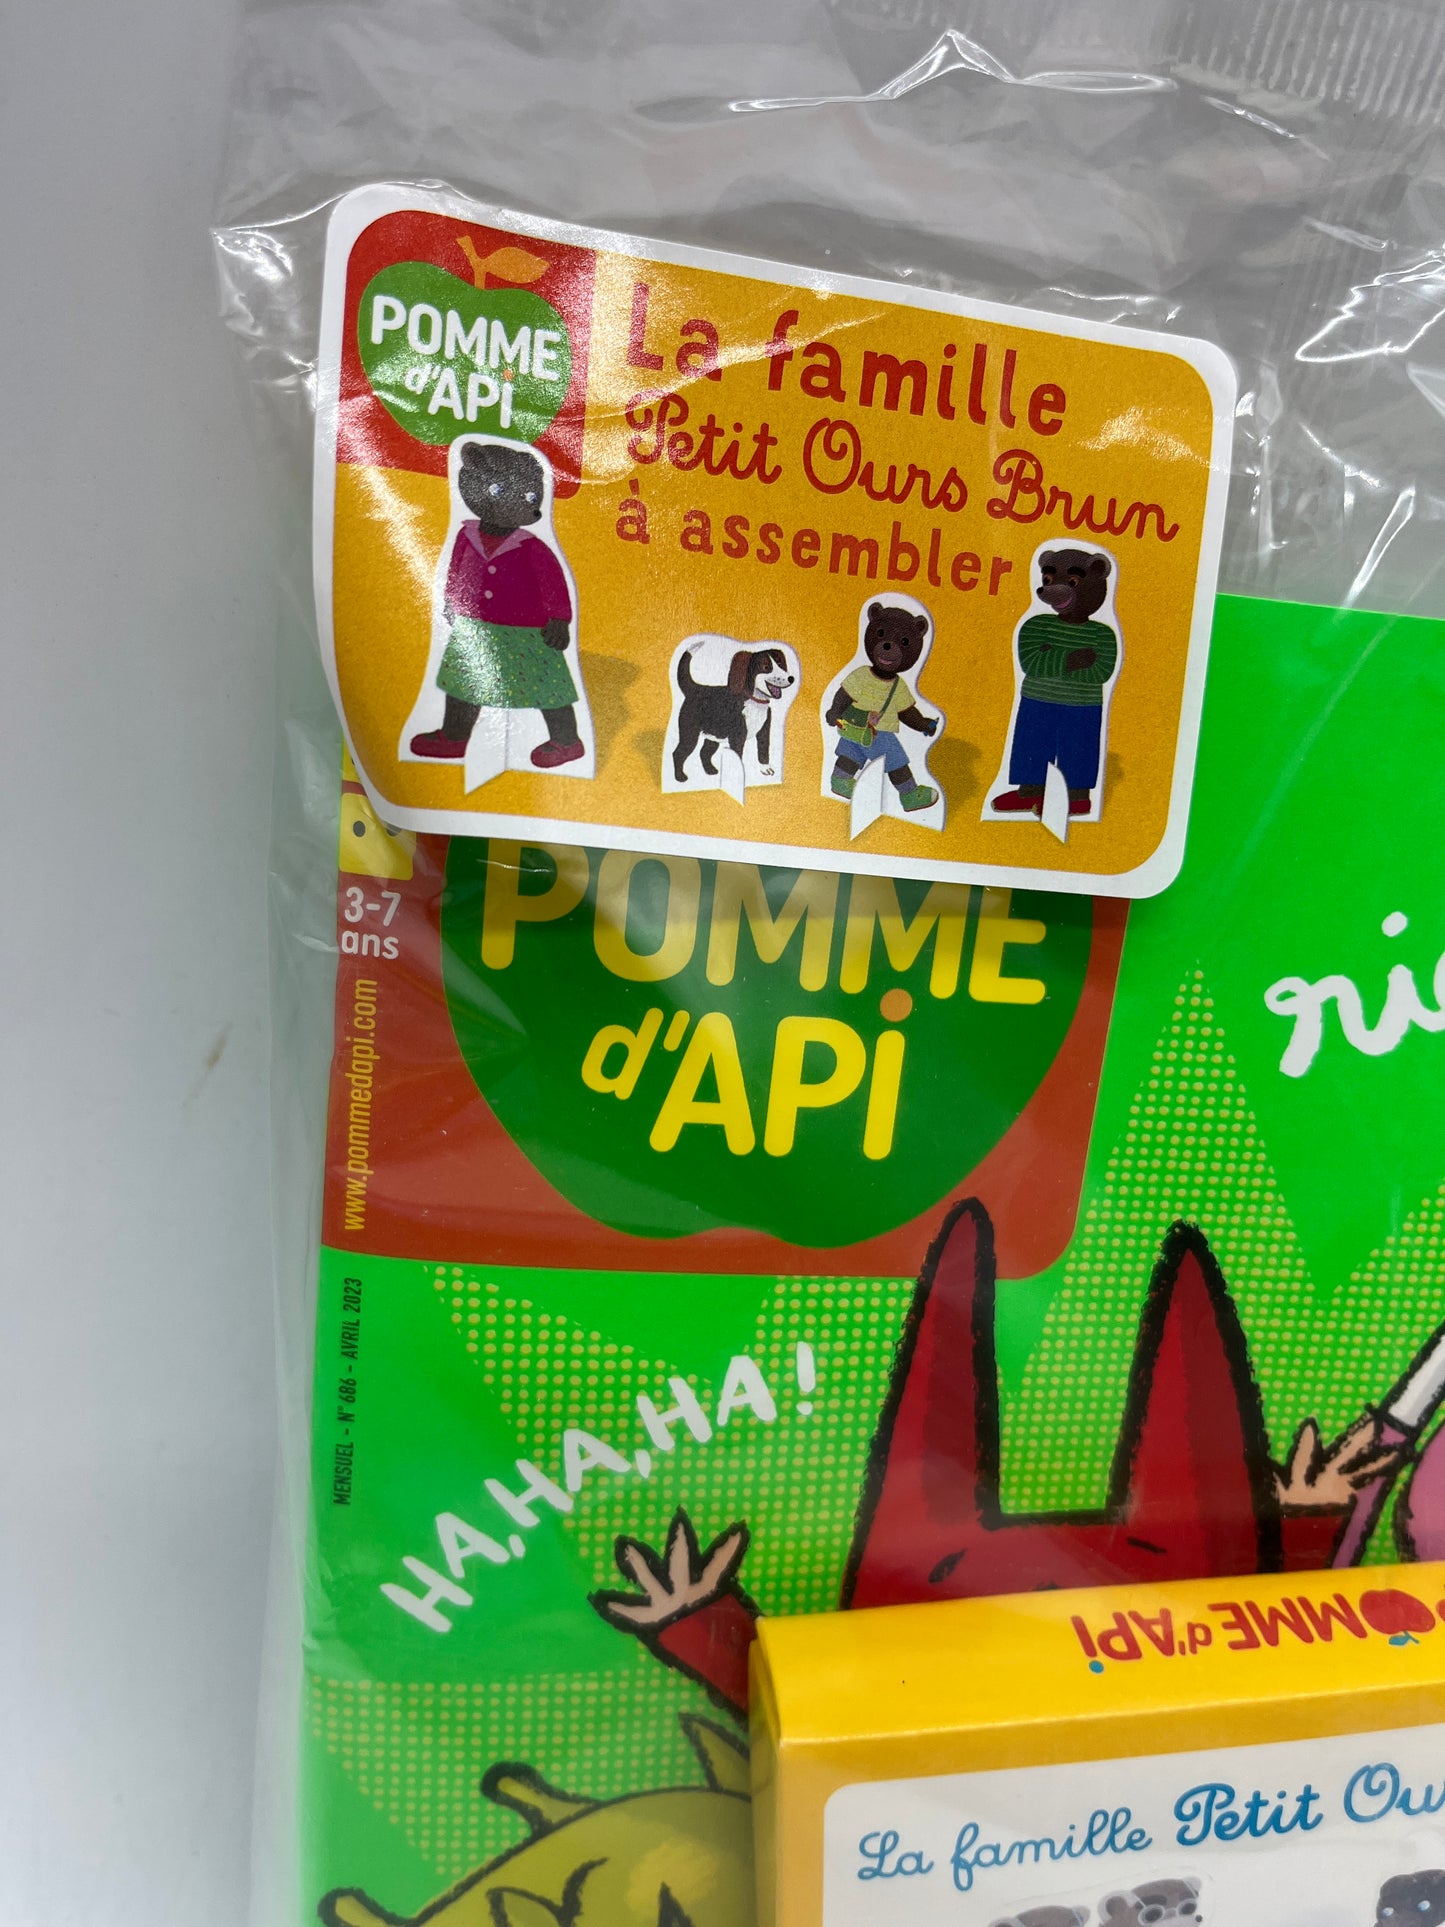 POMME
d'API
La famille
Petit Ours Brun
à assembler
3-7
ans
POMME
d'API
www.pommedapi.com
MENSUEL - N° 686 - AVRIL 2023
HA, HA, HA!
POMME d'API
La famille Petit